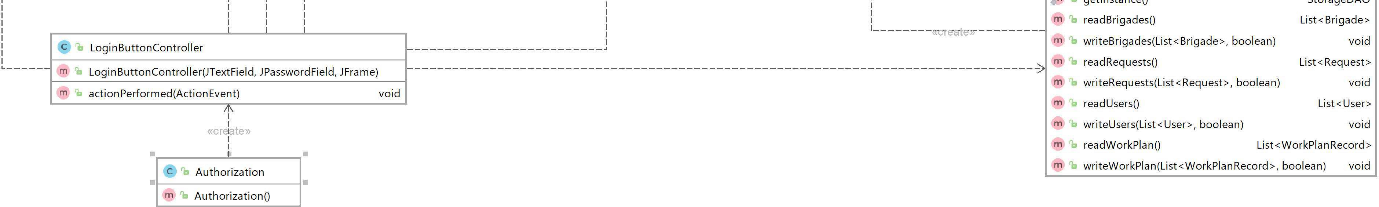 getInstance() StorageDAO
readBrigades() List<Brigade>
«create»
writeBrigades(List<Brigade>, boolean) void
readRequests() List<Request>
writeRequests(List<Request>, boolean) void
readUsers() List<User>
writeUsers(List<User>, boolean) void
readWorkPlan() List<WorkPlanRecord>
writeWorkPlan(List<WorkPlanRecord>, boolean) void
C LoginButtonController
m LoginButtonController(JTextField, JPasswordField, JFrame)
m actionPerformed(ActionEvent) void
«create»
C Authorization
m Authorization()